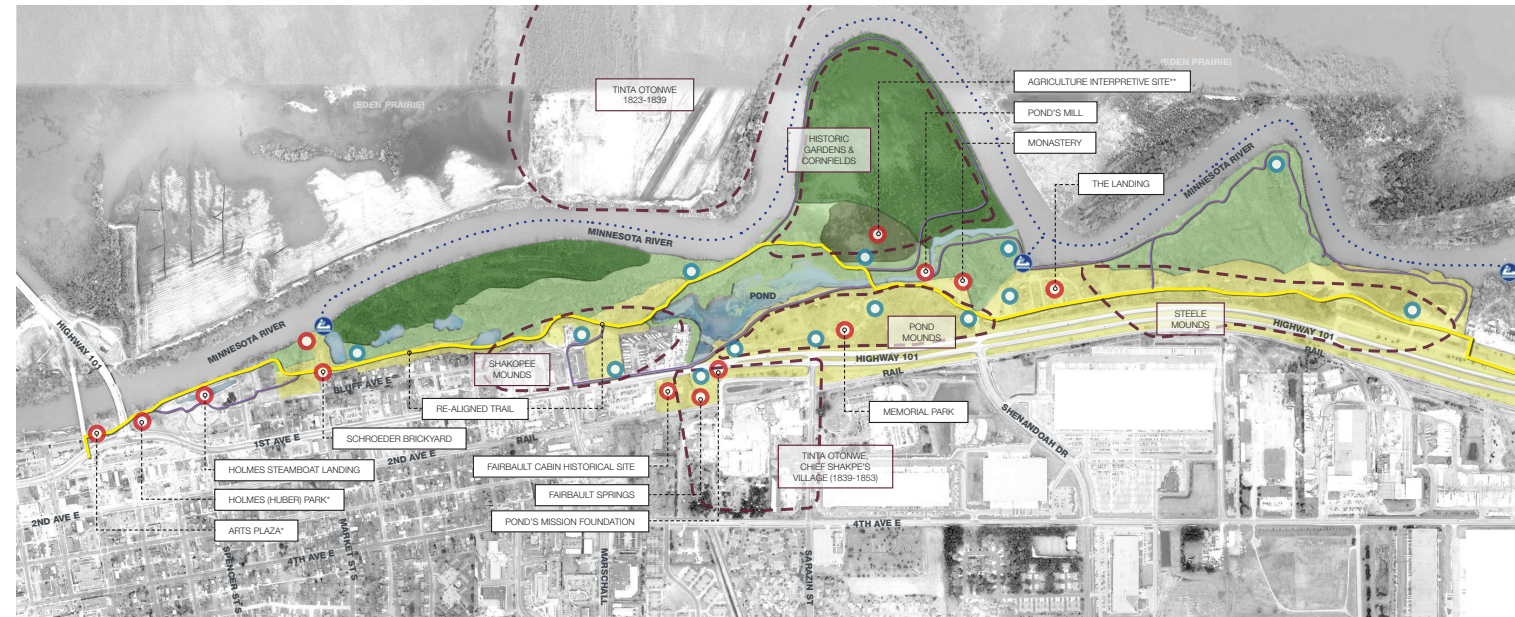 (EDEN PRAIRIE)
TINTA OTONWE
1823-1839
(EDEN PRAIRIE)
AGRICULTURE INTERPRETIVE SITE**
POND'S MILL
MONASTERY
THE LANDING
HISTORIC
GARDENS &
CORNFIELDS
MINNESOTA RIVER
MINNESOTA RIVER
MINNESOTA RIVER
HIGHWAY 101
POND
SHAKOPEE
MOUNDS
POND
MOUNDS
STEELE
MOUNDS
HIGHWAY 101
HIGHWAY 101
RAIL
RAIL
BLUFF AVE E
RE-ALIGNED TRAIL
MEMORIAL PARK
SHENANDOAH DR
1ST AVE E
SCHROEDER BRICKYARD
RAIL
2ND AVE E
HOLMES STEAMBOAT LANDING
FAIRBAULT CABIN HISTORICAL SITE
TINTA OTONWE,
CHIEF SHAKPE'S
VILLAGE (1839-1853)
HOLMES (HUBER) PARK*
FAIRBAULT SPRINGS
2ND AVE E
ARTS PLAZA*
POND'S MISSION FOUNDATION
4TH AVE E
4TH AVE E
SPENCER ST S
MARKET ST S
MARSCHALL
SARAZIN ST